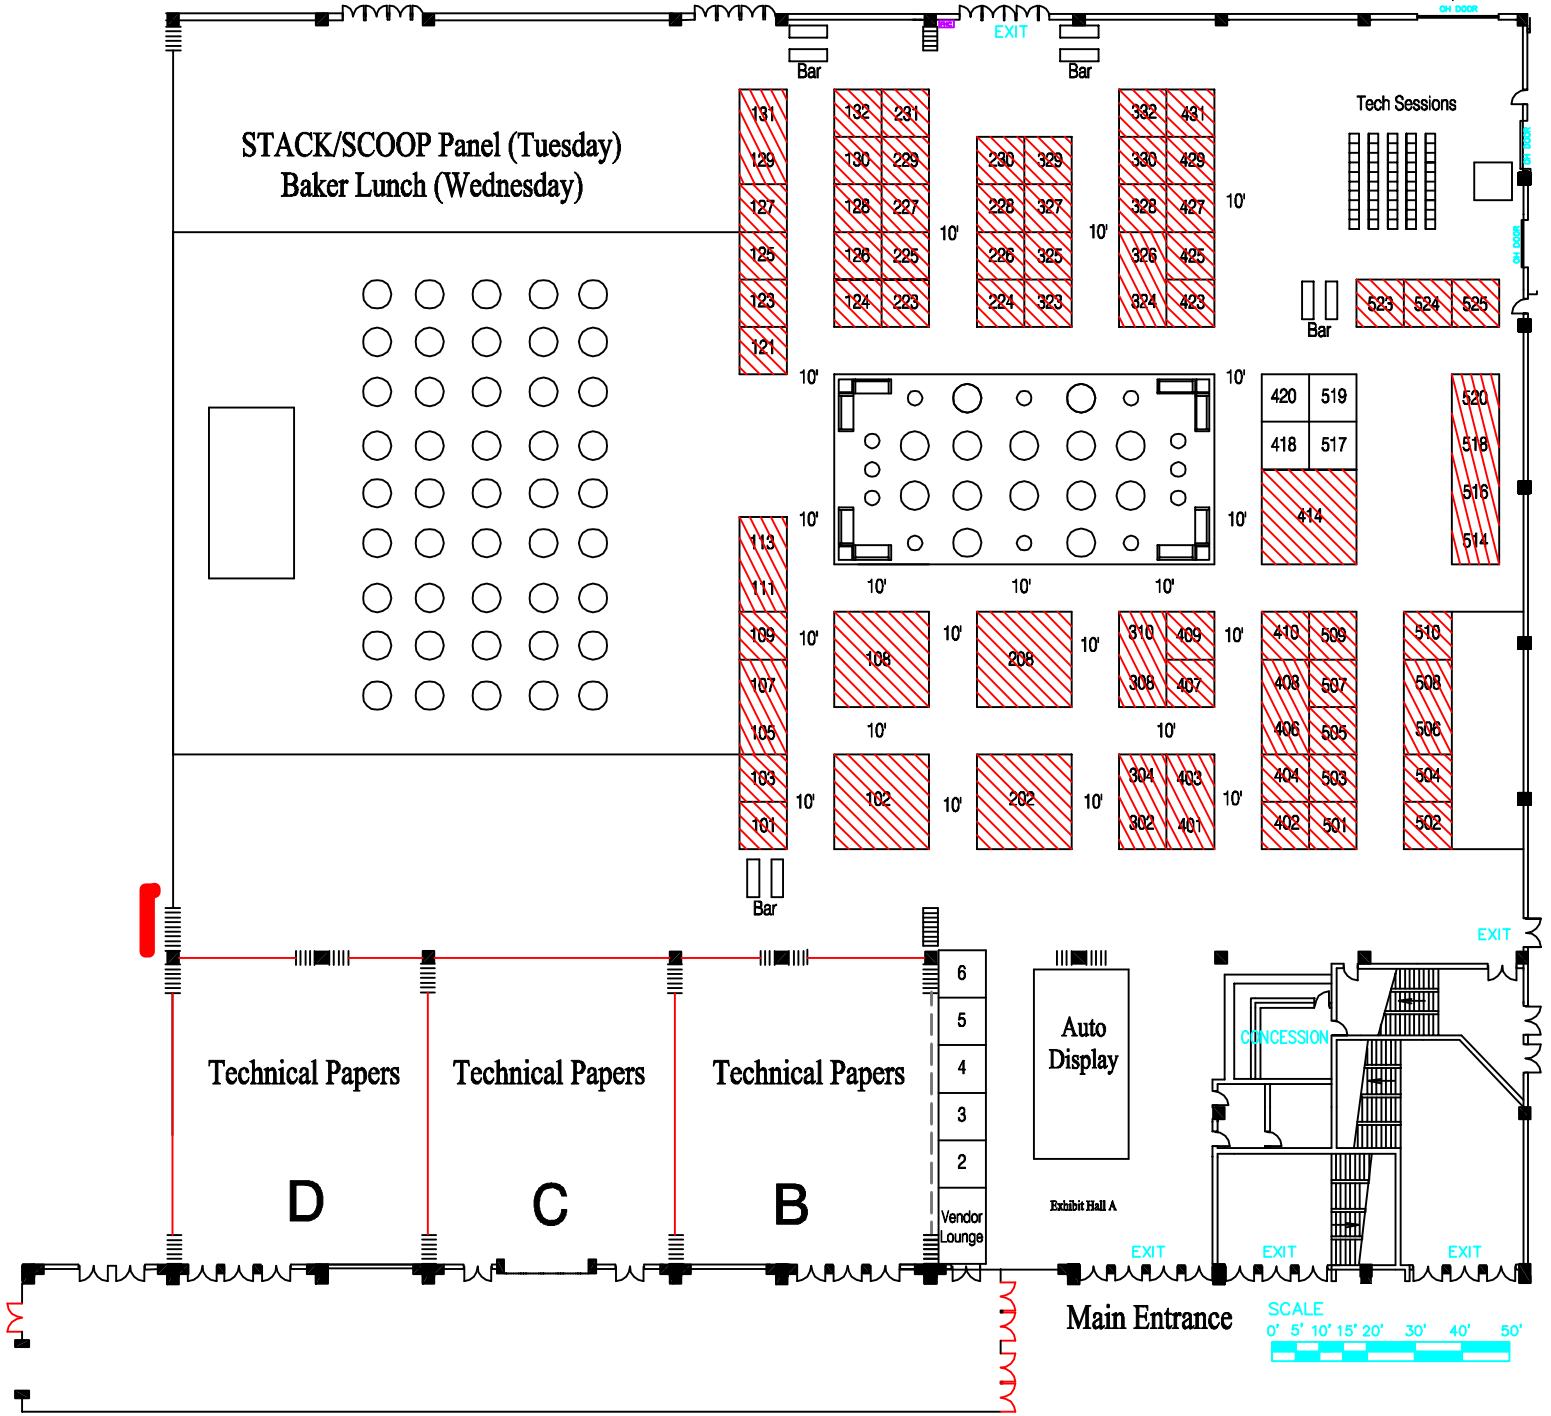 OH DOOR
EXIT
Bar
Bar
Tech Sessions
STACK/SCOOP Panel (Tuesday)
Baker Lunch (Wednesday)
131
132 231
332 431
129
130 229
230 329
330 429
OH DOOR
127
128 227
228 327
328 427
10'
10'
10'
125
126 225
226 325
326 425
OH DOOR
123
124 223
224 323
324 423
523 524 525
Bar
121
10'
10'
420 519
520
418 517
518
516
10'
10'
414
113
514
111
10'
10'
10'
109
10'
10'
10'
310 409
10'
410 509
510
108
208
107
308 407
408 507
508
105
10'
10'
406 505
506
103
304 403
404 503
504
10'
102
10'
202
10'
10'
101
302 401
402 501
502
Bar
EXIT
6
5
Auto
Display
CONCESSION
4
Technical Papers
Technical Papers
Technical Papers
3
2
D
C
B
Exhibit Hall A
Vendor
Lounge
EXIT
EXIT
EXIT
Main Entrance
SCALE
0' 5' 10' 15' 20' 30' 40' 50'